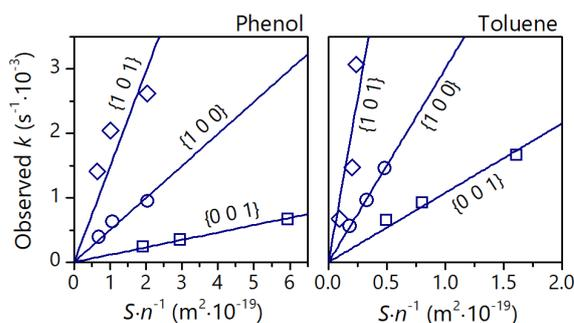 Phenol
Toluene
Observed k (s⁻¹·10⁻³)
3
2
1
0
{1 0 1}
{1 0 0}
{0 0 1}
0 1 2 3 4 5 6
S·n⁻¹ (m²·10⁻¹⁹)
{1 0 1}
{1 0 0}
{0 0 1}
0.0 0.5 1.0 1.5 2.0
S·n⁻¹ (m²·10⁻¹⁹)